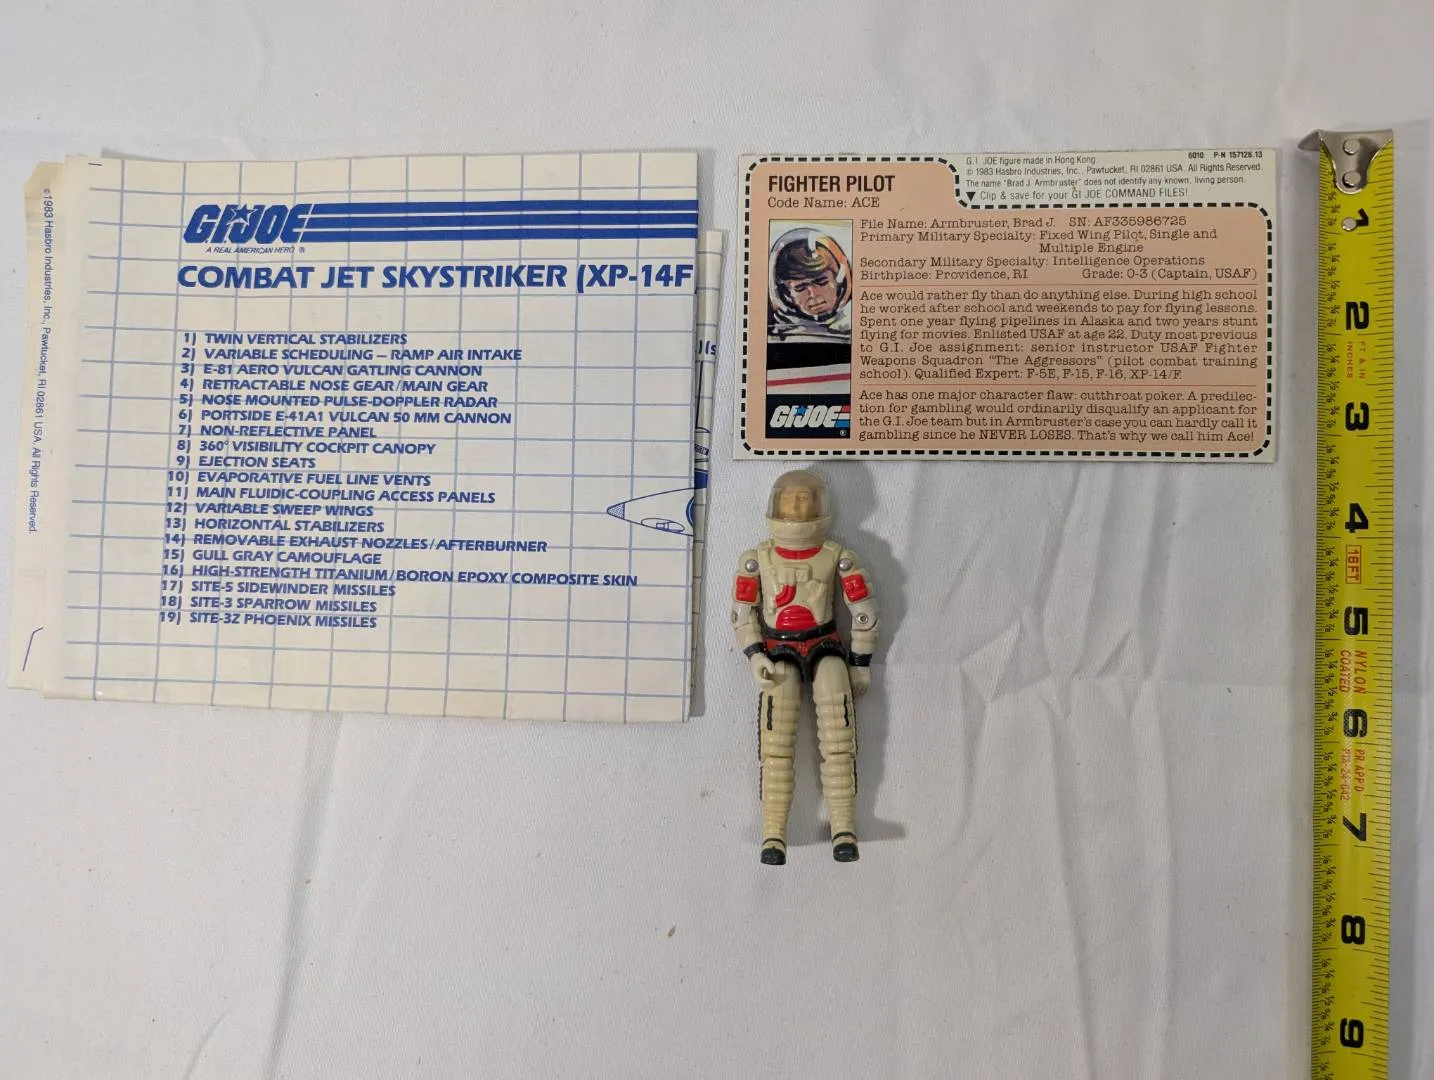 © 1983 Hasbro Industries, Inc., Pawtucket, RI 02861 USA. All Rights Reserved.
G.I. JOE
A REAL AMERICAN HERO ®
COMBAT JET SKYSTRIKER (XP-14F
1) TWIN VERTICAL STABILIZERS
2) VARIABLE SCHEDULING – RAMP AIR INTAKE
3) E-81 AERO VULCAN GATLING CANNON
4) RETRACTABLE NOSE GEAR/MAIN GEAR
5) NOSE MOUNTED PULSE-DOPPLER RADAR
6) PORTSIDE E-41A1 VULCAN 50 MM CANNON
7) NON-REFLECTIVE PANEL
8) 360° VISIBILITY COCKPIT CANOPY
9) EJECTION SEATS
10) EVAPORATIVE FUEL LINE VENTS
11) MAIN FLUIDIC-COUPLING ACCESS PANELS
12) VARIABLE SWEEP WINGS
13) HORIZONTAL STABILIZERS
14) REMOVABLE EXHAUST NOZZLES/AFTERBURNER
15) GULL GRAY CAMOUFLAGE
16) HIGH-STRENGTH TITANIUM/BORON EPOXY COMPOSITE SKIN
17) SITE-5 SIDEWINDER MISSILES
18) SITE-3 SPARROW MISSILES
19) SITE-32 PHOENIX MISSILES
6010 P-N 157126.13
G.I. JOE figure made in Hong Kong.
© 1983 Hasbro Industries, Inc., Pawtucket, RI 02861 USA. All Rights Reserved.
The name "Brad J. Armbruster" does not identify any known, living person.
▼ Clip & save for your GI JOE COMMAND FILES!
FIGHTER PILOT
Code Name: ACE
File Name: Armbruster, Brad J. SN: AF335986725
Primary Military Specialty: Fixed Wing Pilot, Single and
Multiple Engine
Secondary Military Specialty: Intelligence Operations
Birthplace: Providence, RI Grade: O-3 (Captain, USAF)
Ace would rather fly than do anything else. During high school
he worked after school and weekends to pay for flying lessons.
Spent one year flying pipelines in Alaska and two years stunt
flying for movies. Enlisted USAF at age 22. Duty most previous
to G.I. Joe assignment: senior instructor USAF Fighter
Weapons Squadron "The Aggressors" (pilot combat training
school). Qualified Expert: F-5E, F-15, F-16, XP-14/F.
Ace has one major character flaw: cutthroat poker. A predilec-
tion for gambling would ordinarily disqualify an applicant for
the G.I. Joe team but in Armbruster's case you can hardly call it
gambling since he NEVER LOSES. That's why we call him Ace!
G.I. JOE ®
1
2
FT & IN
INCHES
3
4
16FT
5
NYLON
COATED
6
7
8
9